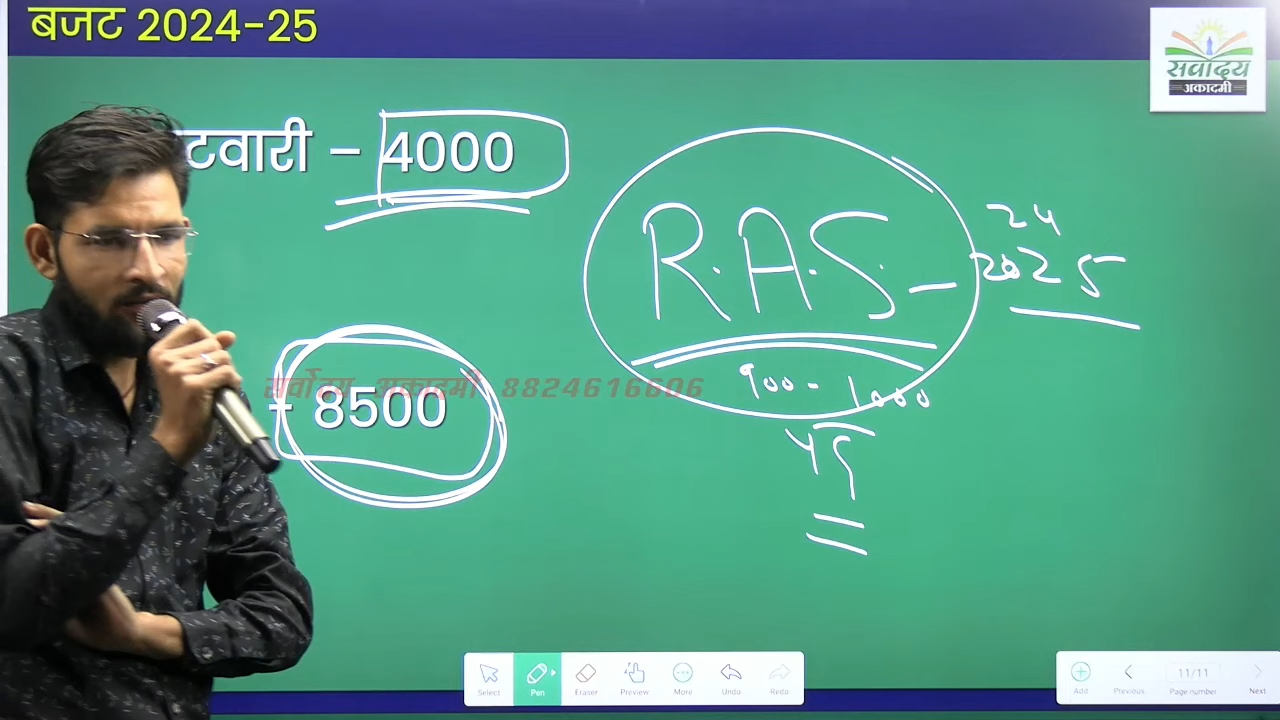 बजट 2024-25
सर्वोदय
अकादमी
टवारी – 4000
R.A.S. –
24
2025
900 - 1000
सर्वोदय अकादमी 8824616606
- 8500
45
Select
Pen
Eraser
Preview
More
Undo
Redo
Add
Previous
11/11
Page number
Next